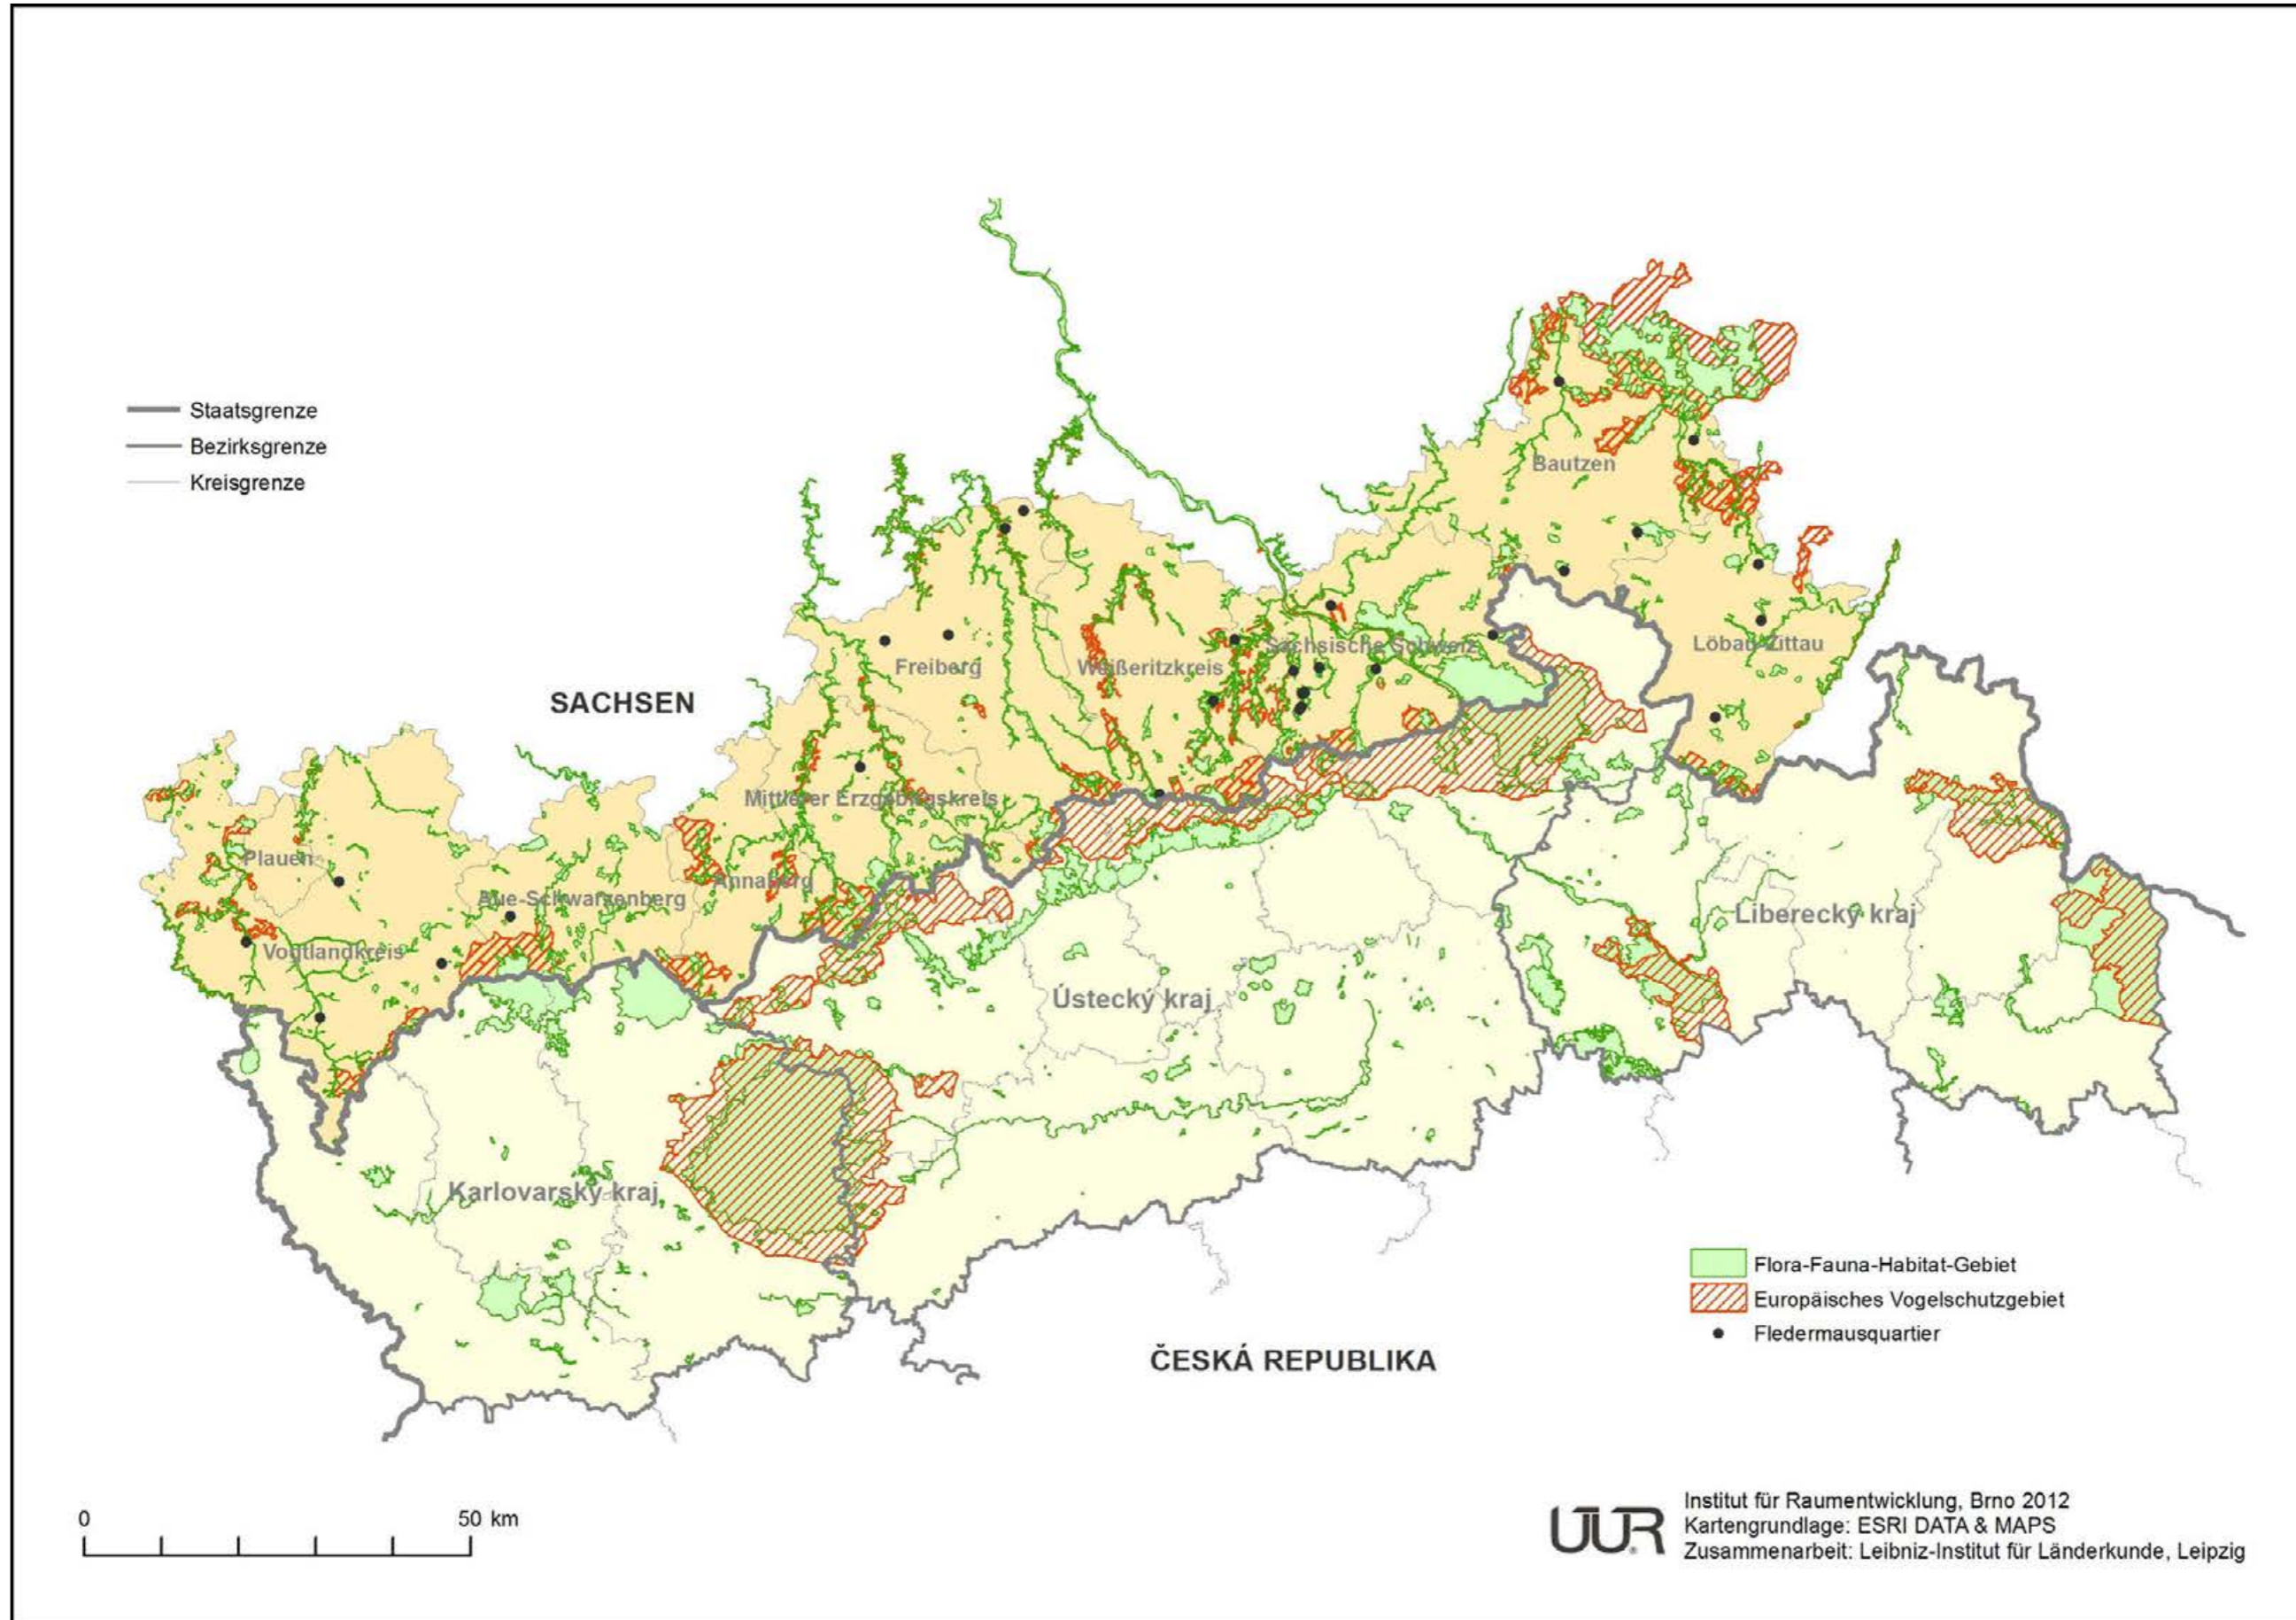 Staatsgrenze
Bezirksgrenze
Kreisgrenze
SACHSEN
Bautzen
Löbau-Zittau
Sächsische Schweiz
Weißeritzkreis
Freiberg
Mittlerer Erzgebirgskreis
Annaberg
Aue-Schwarzenberg
Plauen
Vogtlandkreis
Liberecký kraj
Ústecký kraj
Karlovarský kraj
ČESKÁ REPUBLIKA
Flora-Fauna-Habitat-Gebiet
Europäisches Vogelschutzgebiet
Fledermausquartier
0 50 km
ÚÚR
Institut für Raumentwicklung, Brno 2012
Kartengrundlage: ESRI DATA & MAPS
Zusammenarbeit: Leibniz-Institut für Länderkunde, Leipzig